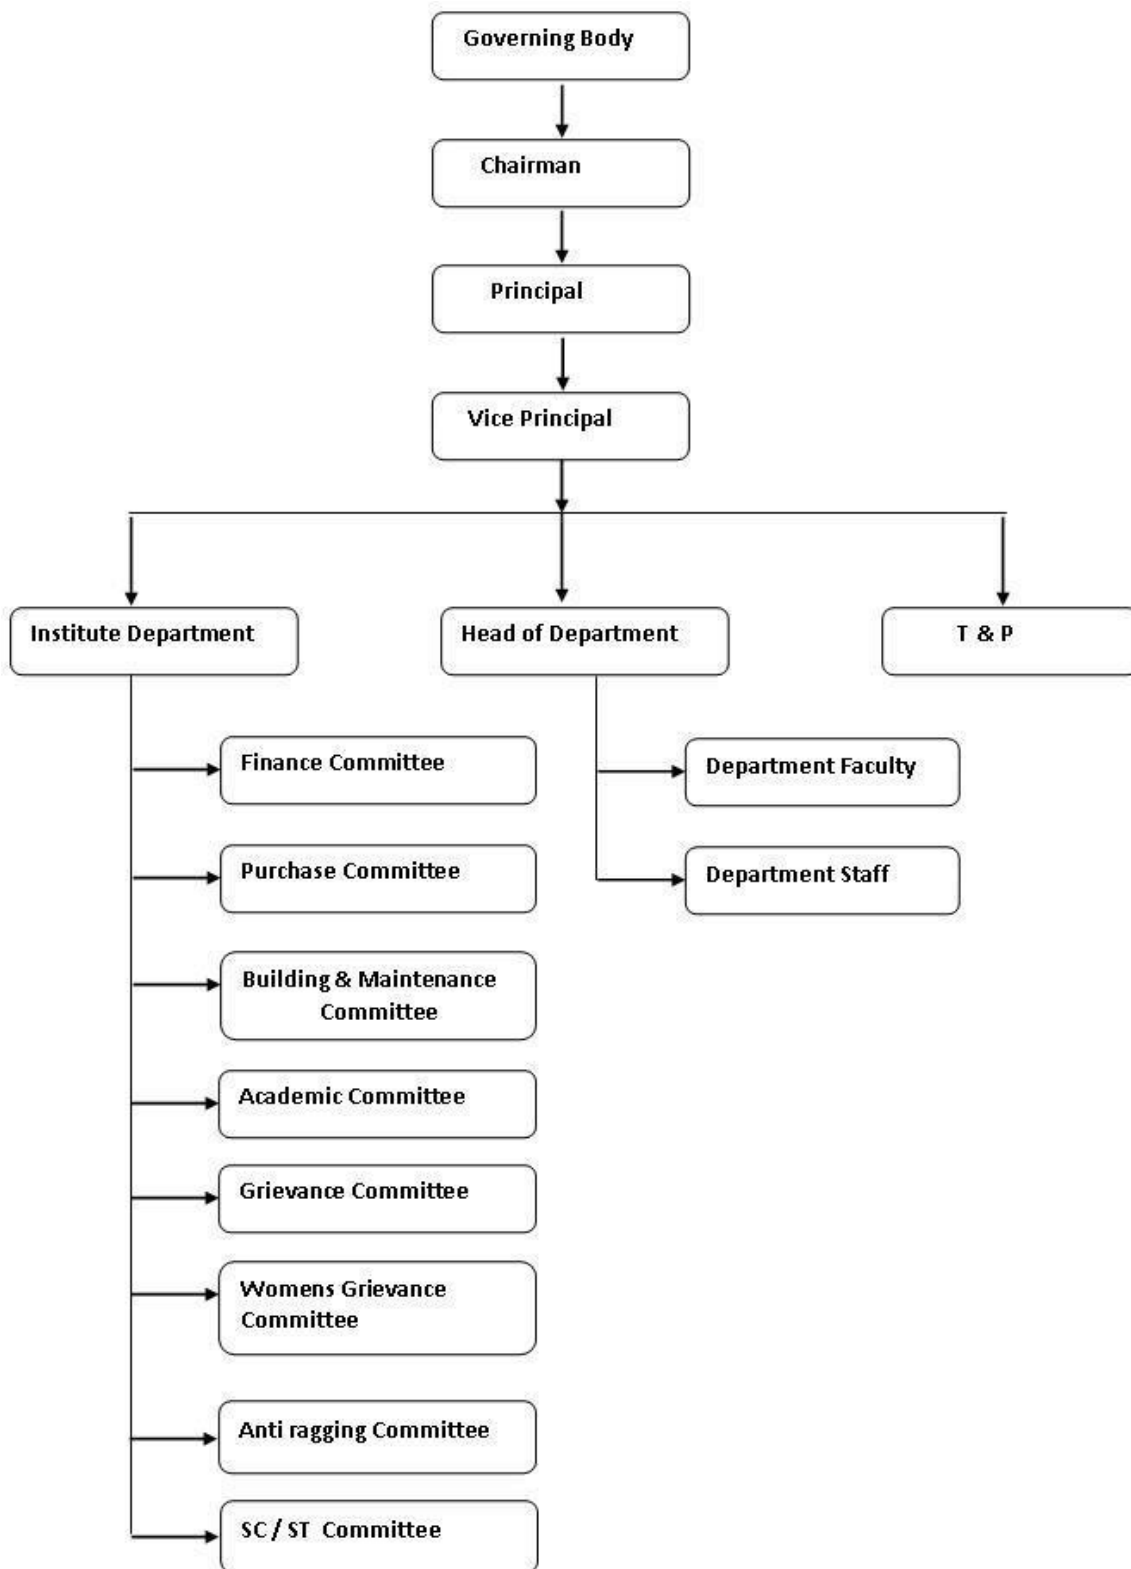 Governing Body
Chairman
Principal
Vice Principal
Institute Department
Head of Department
T & P
Finance Committee
Department Faculty
Purchase Committee
Department Staff
Building & Maintenance
Committee
Academic Committee
Grievance Committee
Womens Grievance
Committee
Anti ragging Committee
SC / ST Committee